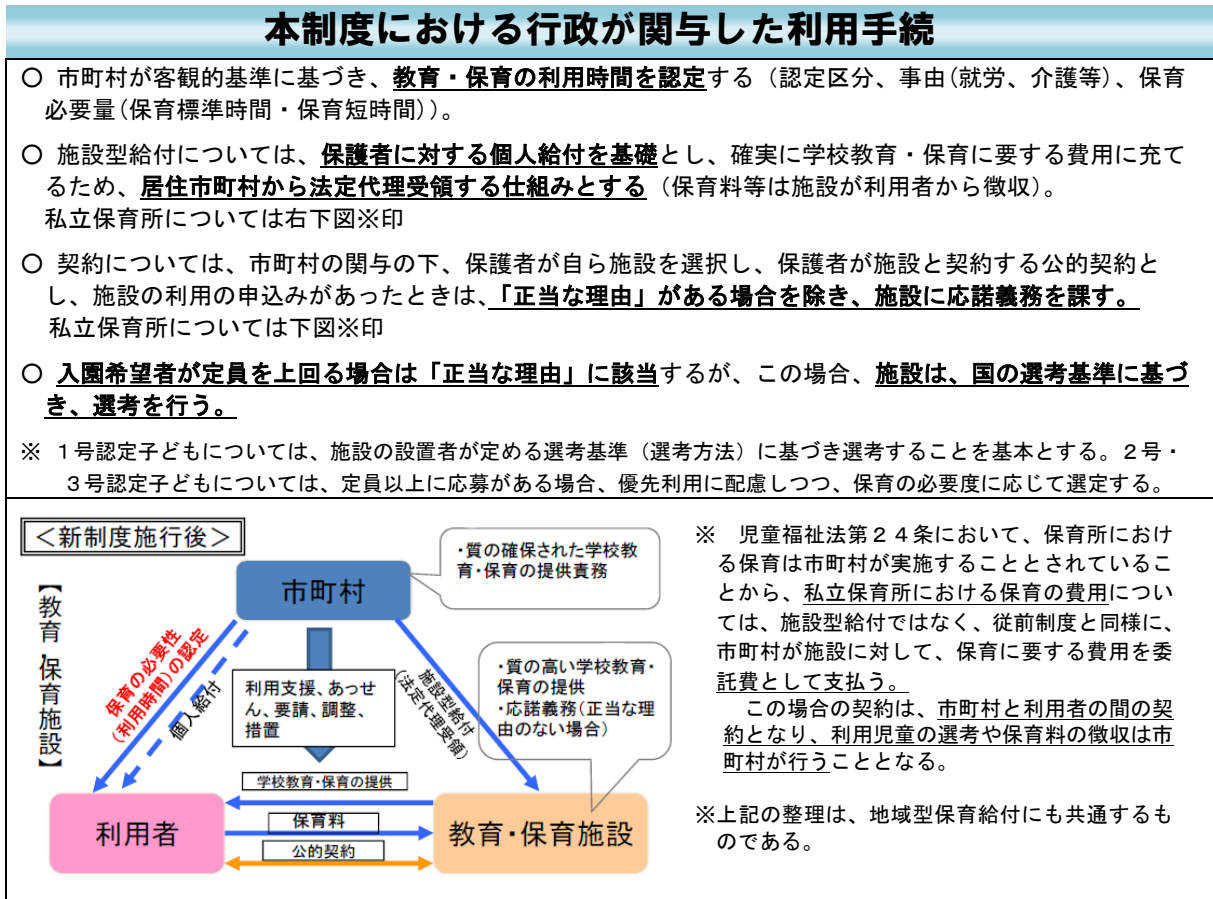 本制度における行政が関与した利用手続
○ 市町村が客観的基準に基づき、教育・保育の利用時間を認定する（認定区分、事由(就労、介護等)、保育
必要量(保育標準時間・保育短時間)）。
○ 施設型給付については、保護者に対する個人給付を基礎とし、確実に学校教育・保育に要する費用に充て
るため、居住市町村から法定代理受領する仕組みとする（保育料等は施設が利用者から徴収）。
私立保育所については右下図※印
○ 契約については、市町村の関与の下、保護者が自ら施設を選択し、保護者が施設と契約する公的契約と
し、施設の利用の申込みがあったときは、「正当な理由」がある場合を除き、施設に応諾義務を課す。
私立保育所については下図※印
○ 入園希望者が定員を上回る場合は「正当な理由」に該当するが、この場合、施設は、国の選考基準に基づ
き、選考を行う。
※ １号認定子どもについては、施設の設置者が定める選考基準（選考方法）に基づき選考することを基本とする。２号・
３号認定子どもについては、定員以上に応募がある場合、優先利用に配慮しつつ、保育の必要度に応じて選定する。
＜新制度施行後＞
【教育・保育施設】
市町村
・質の確保された学校教
育・保育の提供責務
保育の必要性
(利用時間)の認定
個人給付
利用支援、あっせ
ん、要請、調整、
措置
施設型給付
(法定代理受領)
・質の高い学校教育・
保育の提供
・応諾義務(正当な理
由のない場合)
学校教育・保育の提供
利用者
保育料
教育・保育施設
公的契約
※ 児童福祉法第２４条において、保育所におけ
る保育は市町村が実施することとされているこ
とから、私立保育所における保育の費用につい
ては、施設型給付ではなく、従前制度と同様に、
市町村が施設に対して、保育に要する費用を委
託費として支払う。
この場合の契約は、市町村と利用者の間の契
約となり、利用児童の選考や保育料の徴収は市
町村が行うこととなる。
※上記の整理は、地域型保育給付にも共通するも
のである。